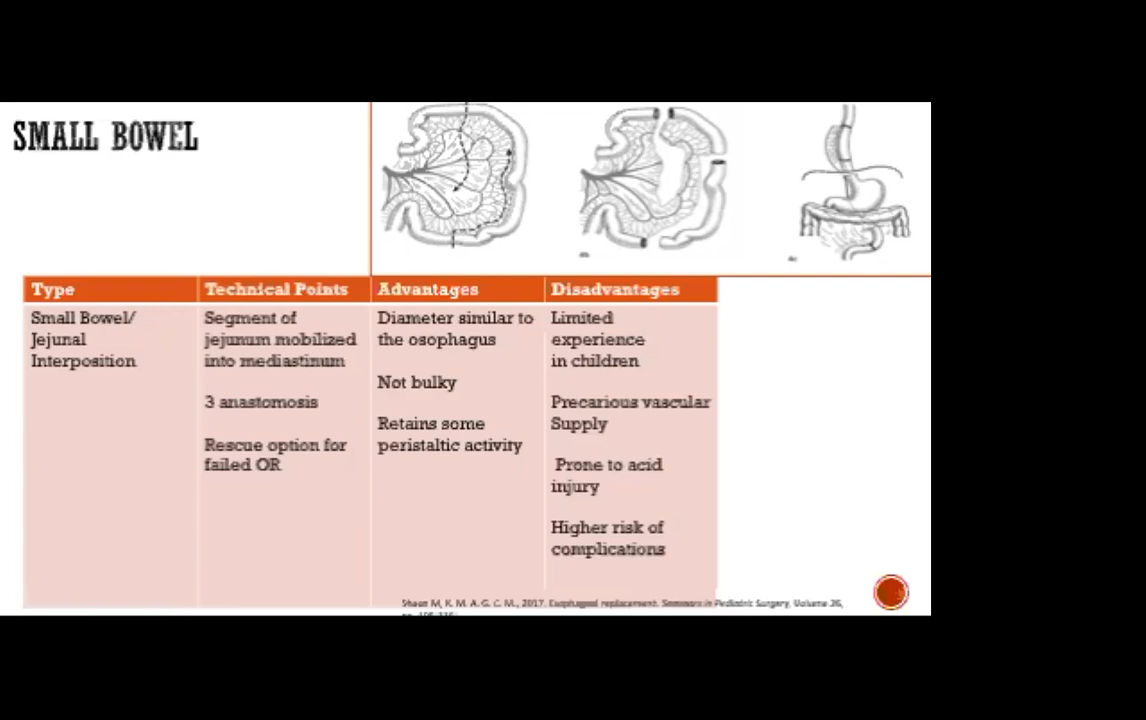 SMALL BOWEL
Type
Technical Points
Advantages
Disadvantages
Small Bowel/
Jejunal
Interposition
Segment of
jejunum mobilized
into mediastinum
3 anastomosis
Rescue option for
failed OR
Diameter similar to
the osophagus
Not bulky
Retains some
peristaltic activity
Limited
experience
in children
Precarious vascular
Supply
Prone to acid
injury
Higher risk of
complications
M, K. M. A. G. C. M., 2017. Esophageal replacement. Seminars in Pediatric Surgery, Volume 26,